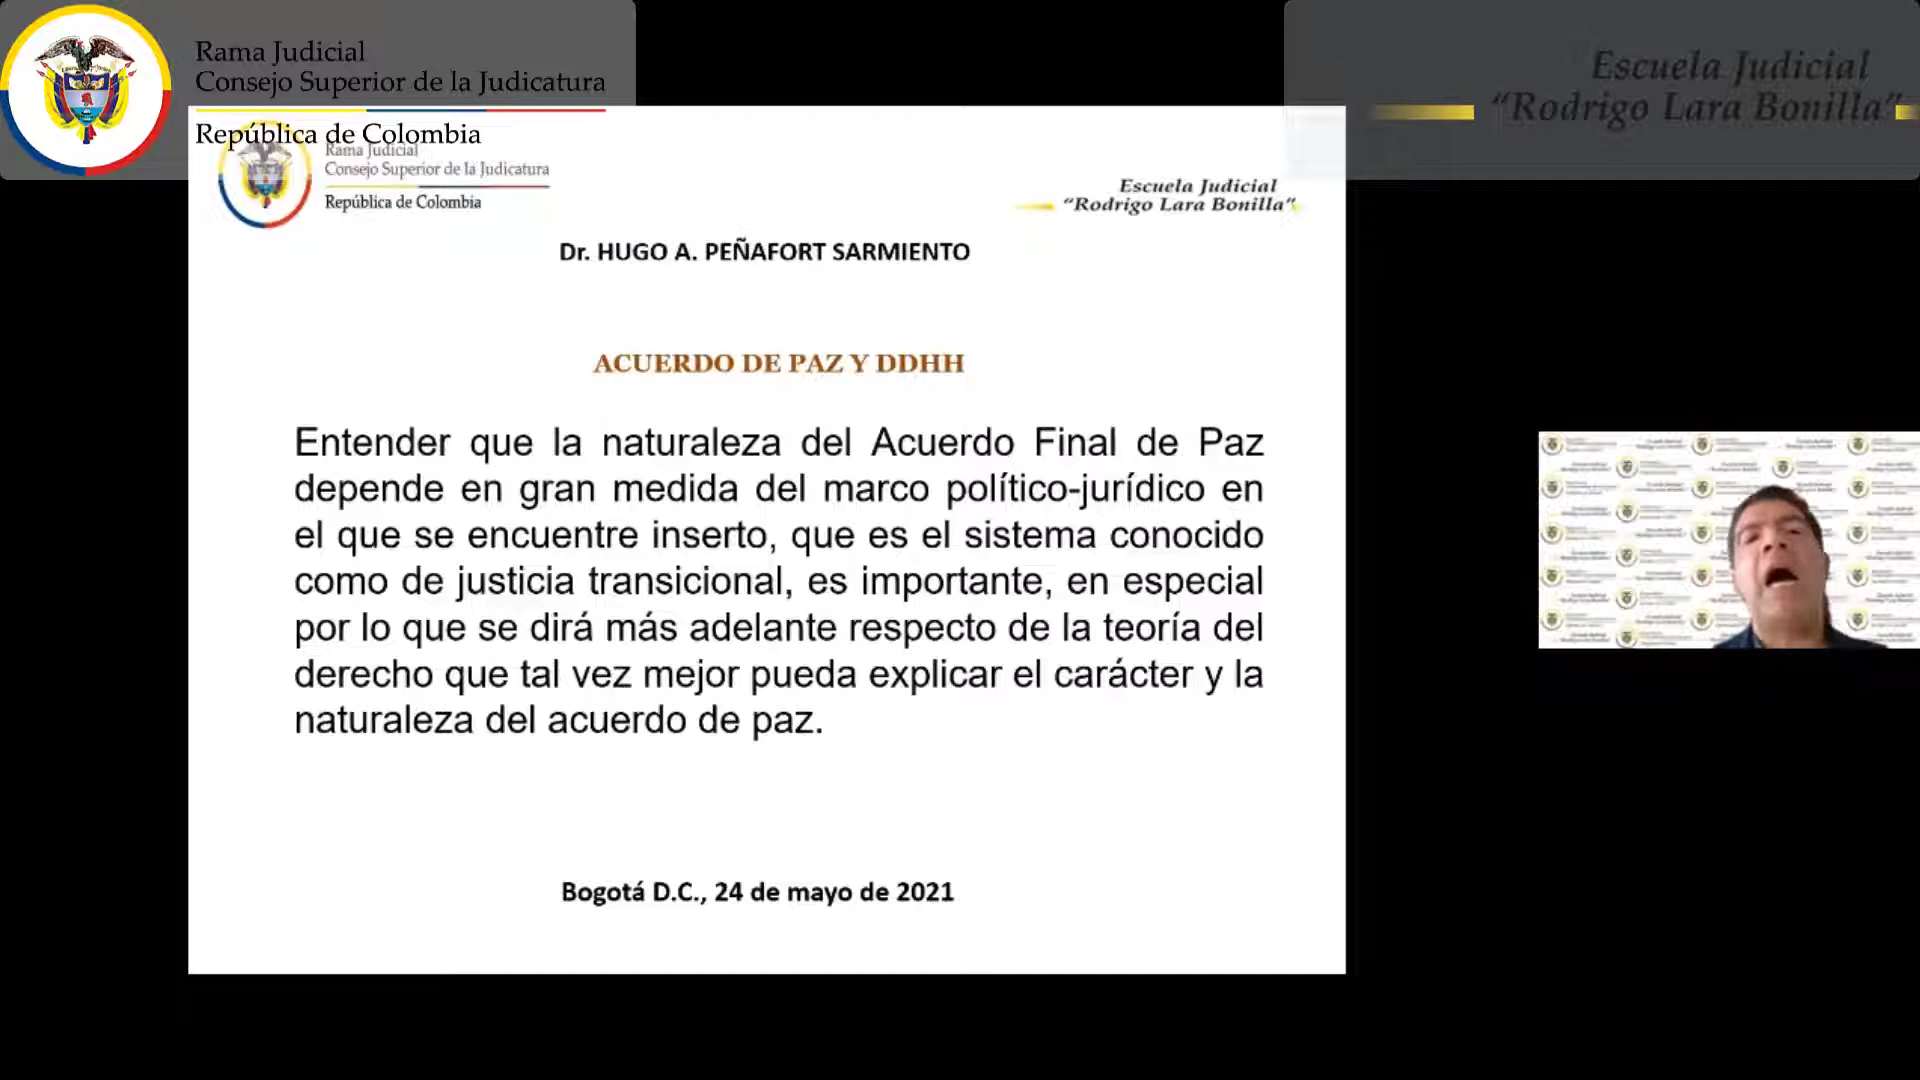 Rama Judicial
Consejo Superior de la Judicatura
República de Colombia
Escuela Judicial
“Rodrigo Lara Bonilla”
Rama Judicial
Consejo Superior de la Judicatura
República de Colombia
Escuela Judicial
“Rodrigo Lara Bonilla”
Dr. HUGO A. PEÑAFORT SARMIENTO
ACUERDO DE PAZ Y DDHH
Entender que la naturaleza del Acuerdo Final de Paz
depende en gran medida del marco político-jurídico en
el que se encuentre inserto, que es el sistema conocido
como de justicia transicional, es importante, en especial
por lo que se dirá más adelante respecto de la teoría del
derecho que tal vez mejor pueda explicar el carácter y la
naturaleza del acuerdo de paz.
Bogotá D.C., 24 de mayo de 2021